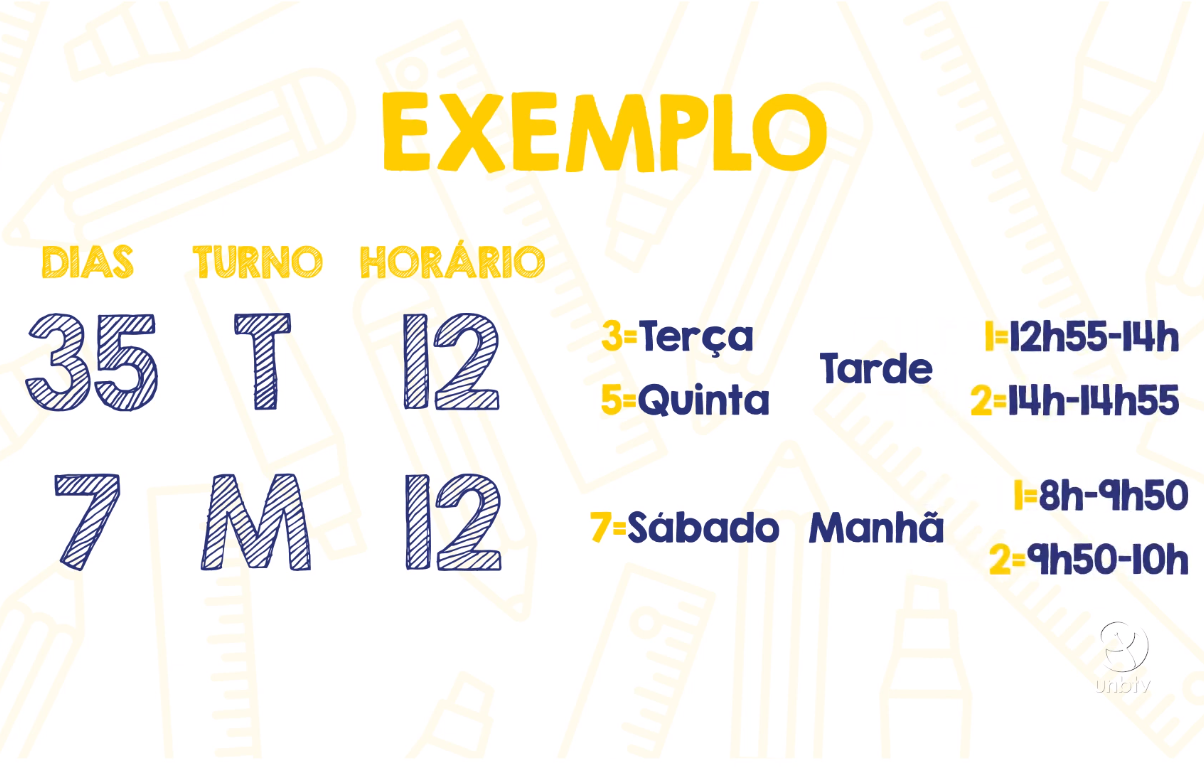 EXEMPLO
DIAS TURNO HORÁRIO
35 T 12
3=Terça
5=Quinta
Tarde
1=12h55-14h
2=14h-14h55
7 M 12
7=Sábado
Manhã
1=8h-9h50
2=9h50-10h
unbtv